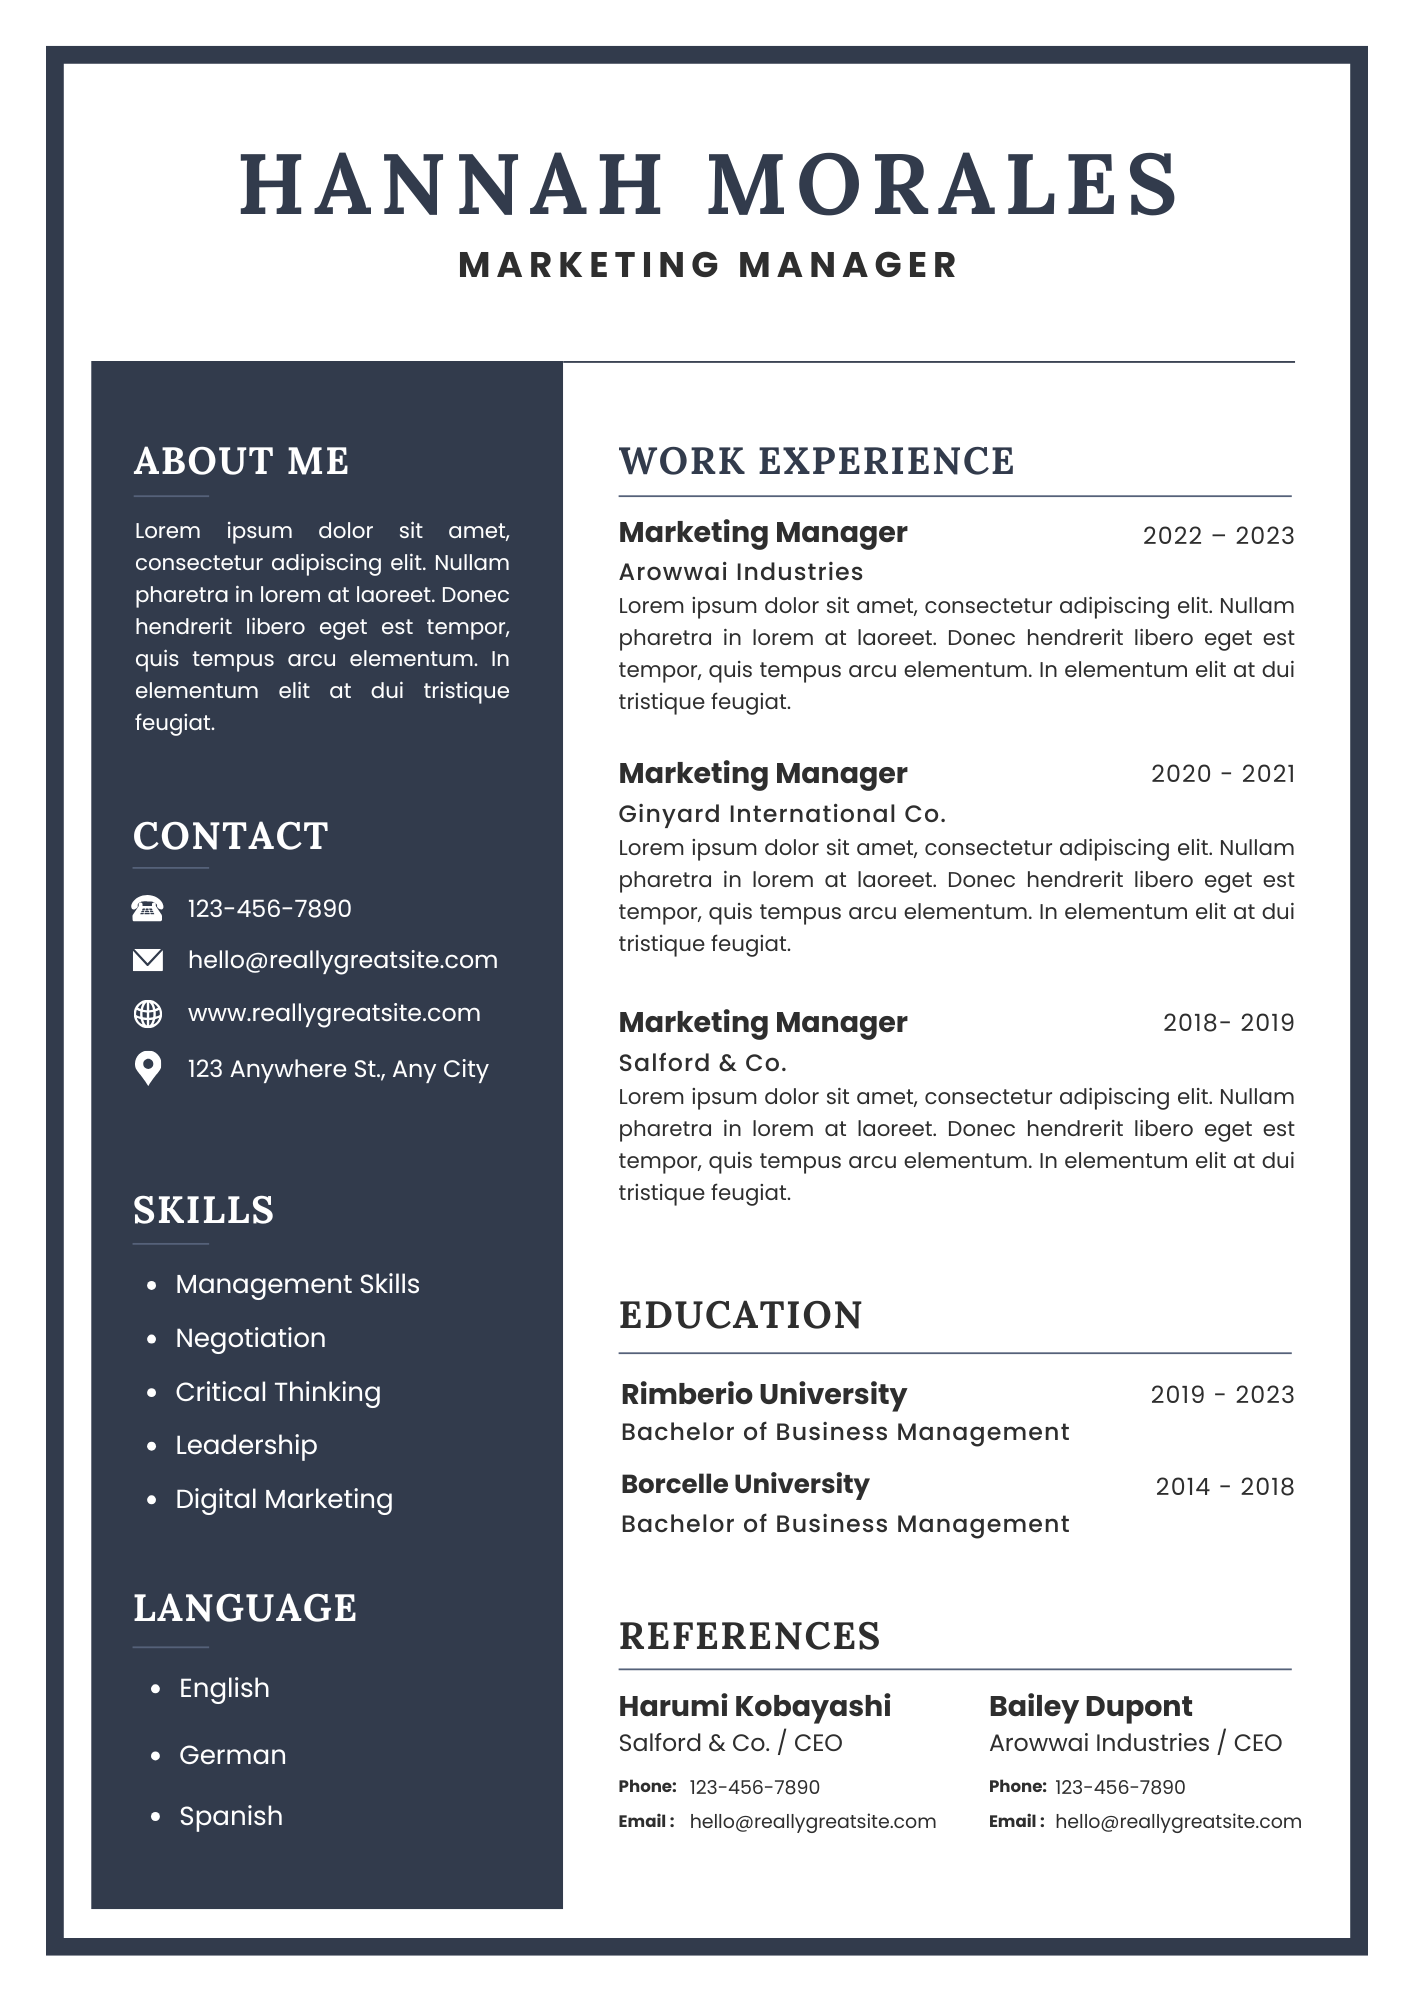 HANNAH MORALES
MARKETING MANAGER
ABOUT ME
Lorem ipsum dolor sit amet,
consectetur adipiscing elit. Nullam
pharetra in lorem at laoreet. Donec
hendrerit libero eget est tempor,
quis tempus arcu elementum. In
elementum elit at dui tristique
feugiat.
CONTACT
123-456-7890
hello@reallygreatsite.com
www.reallygreatsite.com
123 Anywhere St., Any City
SKILLS
• Management Skills
• Negotiation
• Critical Thinking
• Leadership
• Digital Marketing
LANGUAGE
• English
• German
• Spanish
WORK EXPERIENCE
Marketing Manager 2022 – 2023
Arowwai Industries
Lorem ipsum dolor sit amet, consectetur adipiscing elit. Nullam
pharetra in lorem at laoreet. Donec hendrerit libero eget est
tempor, quis tempus arcu elementum. In elementum elit at dui
tristique feugiat.
Marketing Manager 2020 - 2021
Ginyard International Co.
Lorem ipsum dolor sit amet, consectetur adipiscing elit. Nullam
pharetra in lorem at laoreet. Donec hendrerit libero eget est
tempor, quis tempus arcu elementum. In elementum elit at dui
tristique feugiat.
Marketing Manager 2018- 2019
Salford & Co.
Lorem ipsum dolor sit amet, consectetur adipiscing elit. Nullam
pharetra in lorem at laoreet. Donec hendrerit libero eget est
tempor, quis tempus arcu elementum. In elementum elit at dui
tristique feugiat.
EDUCATION
Rimberio University 2019 - 2023
Bachelor of Business Management
Borcelle University 2014 - 2018
Bachelor of Business Management
REFERENCES
Harumi Kobayashi
Salford & Co. / CEO
Phone: 123-456-7890
Email : hello@reallygreatsite.com
Bailey Dupont
Arowwai Industries / CEO
Phone: 123-456-7890
Email : hello@reallygreatsite.com